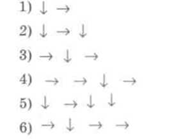 1) ↓ →
2) ↓ → ↓
3) → ↓ →
4) → → ↓ →
5) ↓ → ↓ ↓
6) → ↓ → →